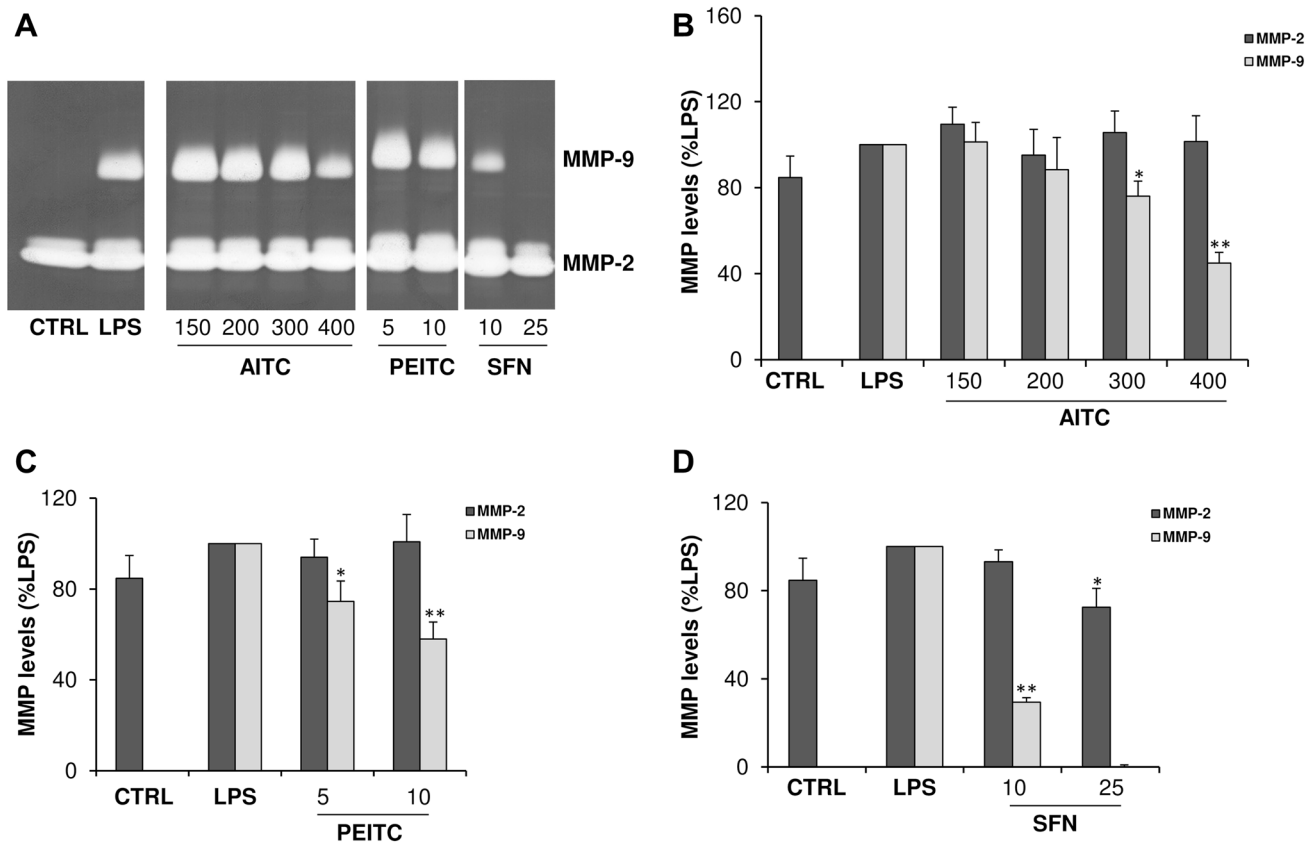 A
MMP-9
MMP-2
CTRL LPS 150 200 300 400 5 10 10 25
AITC PEITC SFN
B
MMP levels (%LPS)
160
120
80
40
0
MMP-2
MMP-9
*
**
CTRL LPS 150 200 300 400
AITC
C
MMP levels (%LPS)
120
80
40
0
MMP-2
MMP-9
*
**
CTRL LPS 5 10
PEITC
D
MMP levels (%LPS)
120
80
40
0
MMP-2
MMP-9
**
*
CTRL LPS 10 25
SFN